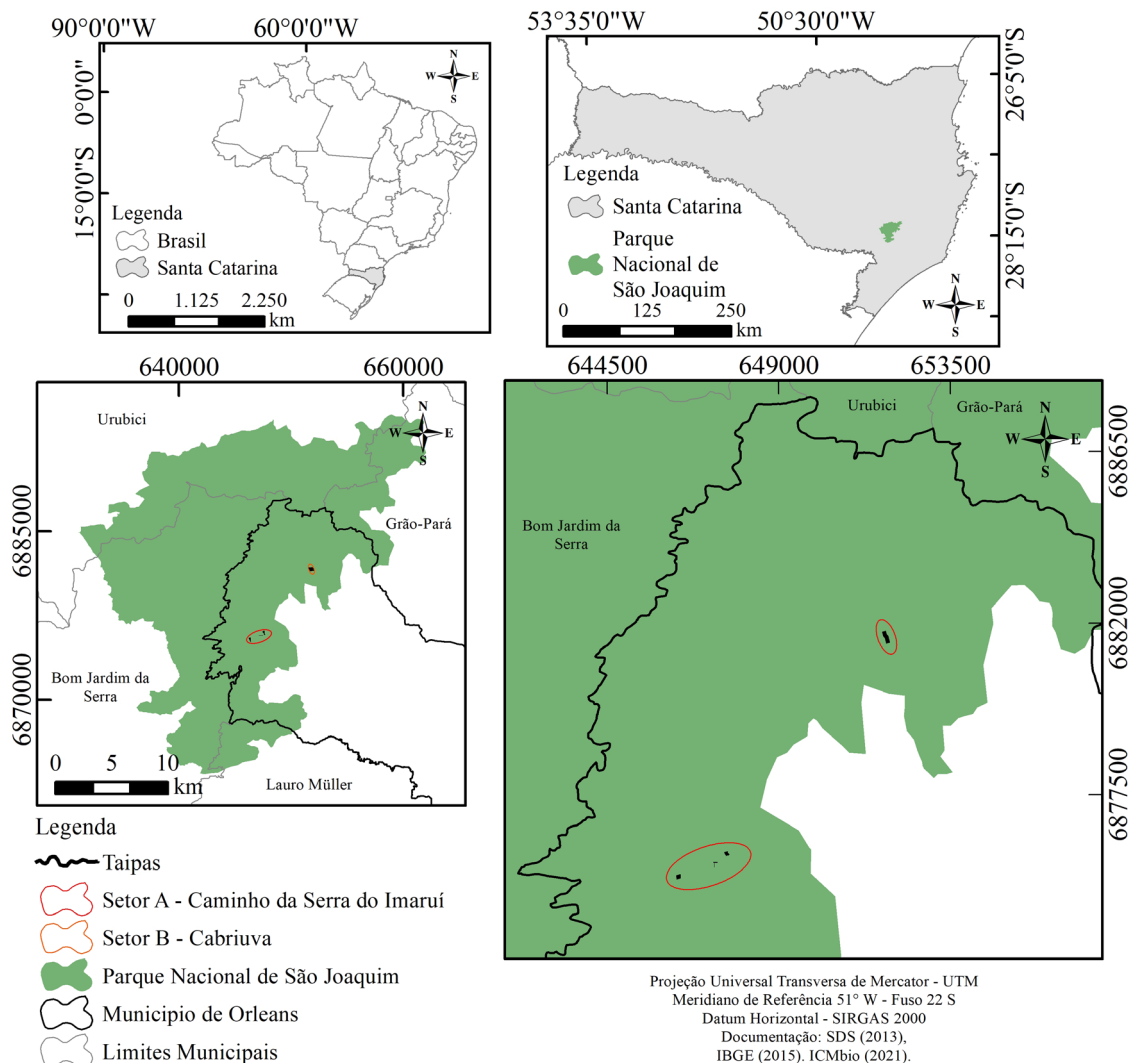 90°0'0"W
60°0'0"W
0°0'0"
15°0'0"S
N
W
E
S
Legenda
Brasil
Santa Catarina
0
1.125
2.250
km
53°35'0"W
50°30'0"W
26°5'0"S
28°15'0"S
Legenda
Santa Catarina
Parque
Nacional de
São Joaquim
0
125
250
km
N
W
E
S
640000
660000
6885000
6870000
Urubici
N
W
E
S
Grão-Pará
Bom Jardim da
Serra
Lauro Müller
0
5
10
km
644500
649000
653500
6886500
6882000
6877500
Urubici
Grão-Pará
N
W
E
S
Bom Jardim da
Serra
Legenda
Taipas
Setor A - Caminho da Serra do Imaruí
Setor B - Cabriuva
Parque Nacional de São Joaquim
Municipio de Orleans
Limites Municipais
Projeção Universal Transversa de Mercator - UTM
Meridiano de Referência 51° W - Fuso 22 S
Datum Horizontal - SIRGAS 2000
Documentação: SDS (2013),
IBGE (2015). ICMbio (2021).